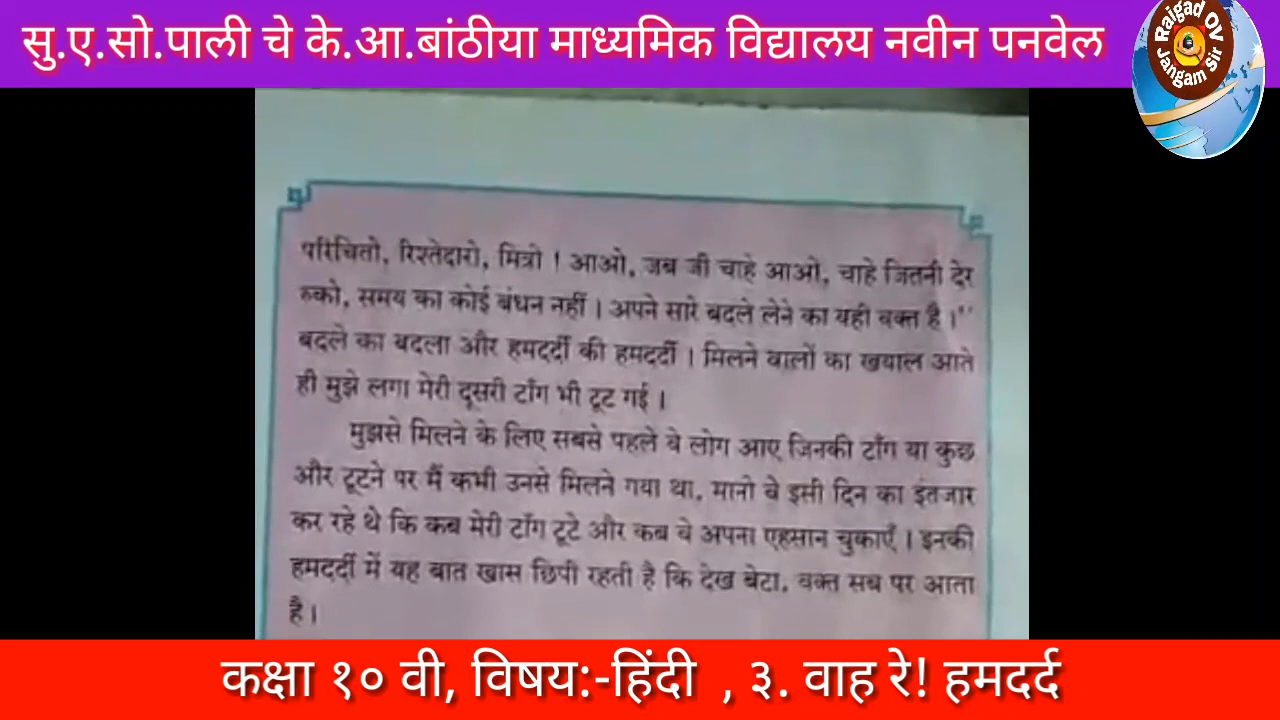 सु.ए.सो.पाली चे के.आ.बांठीया माध्यमिक विद्यालय नवीन पनवेल
Raigad OV
Jangam Sir
परिचितो, रिश्तेदारो, मित्रो ! आओ, जब जी चाहे आओ, चाहे जितनी देर
रुको, समय का कोई बंधन नहीं । अपने सारे बदले लेने का यही वक्त है ।''
बदले का बदला और हमदर्दी की हमदर्दी । मिलने वालों का खयाल आते
ही मुझे लगा मेरी दूसरी टाँग भी टूट गई ।
मुझसे मिलने के लिए सबसे पहले वे लोग आए जिनकी टाँग या कुछ
और टूटने पर मैं कभी उनसे मिलने गया था, मानो वे इसी दिन का इंतजार
कर रहे थे कि कब मेरी टाँग टूटे और कब वे अपना एहसान चुकाएँ । इनकी
हमदर्दी में यह बात खास छिपी रहती है कि देख बेटा, वक्त सब पर आता
है ।
कक्षा १० वी, विषय:-हिंदी , ३. वाह रे! हमदर्द